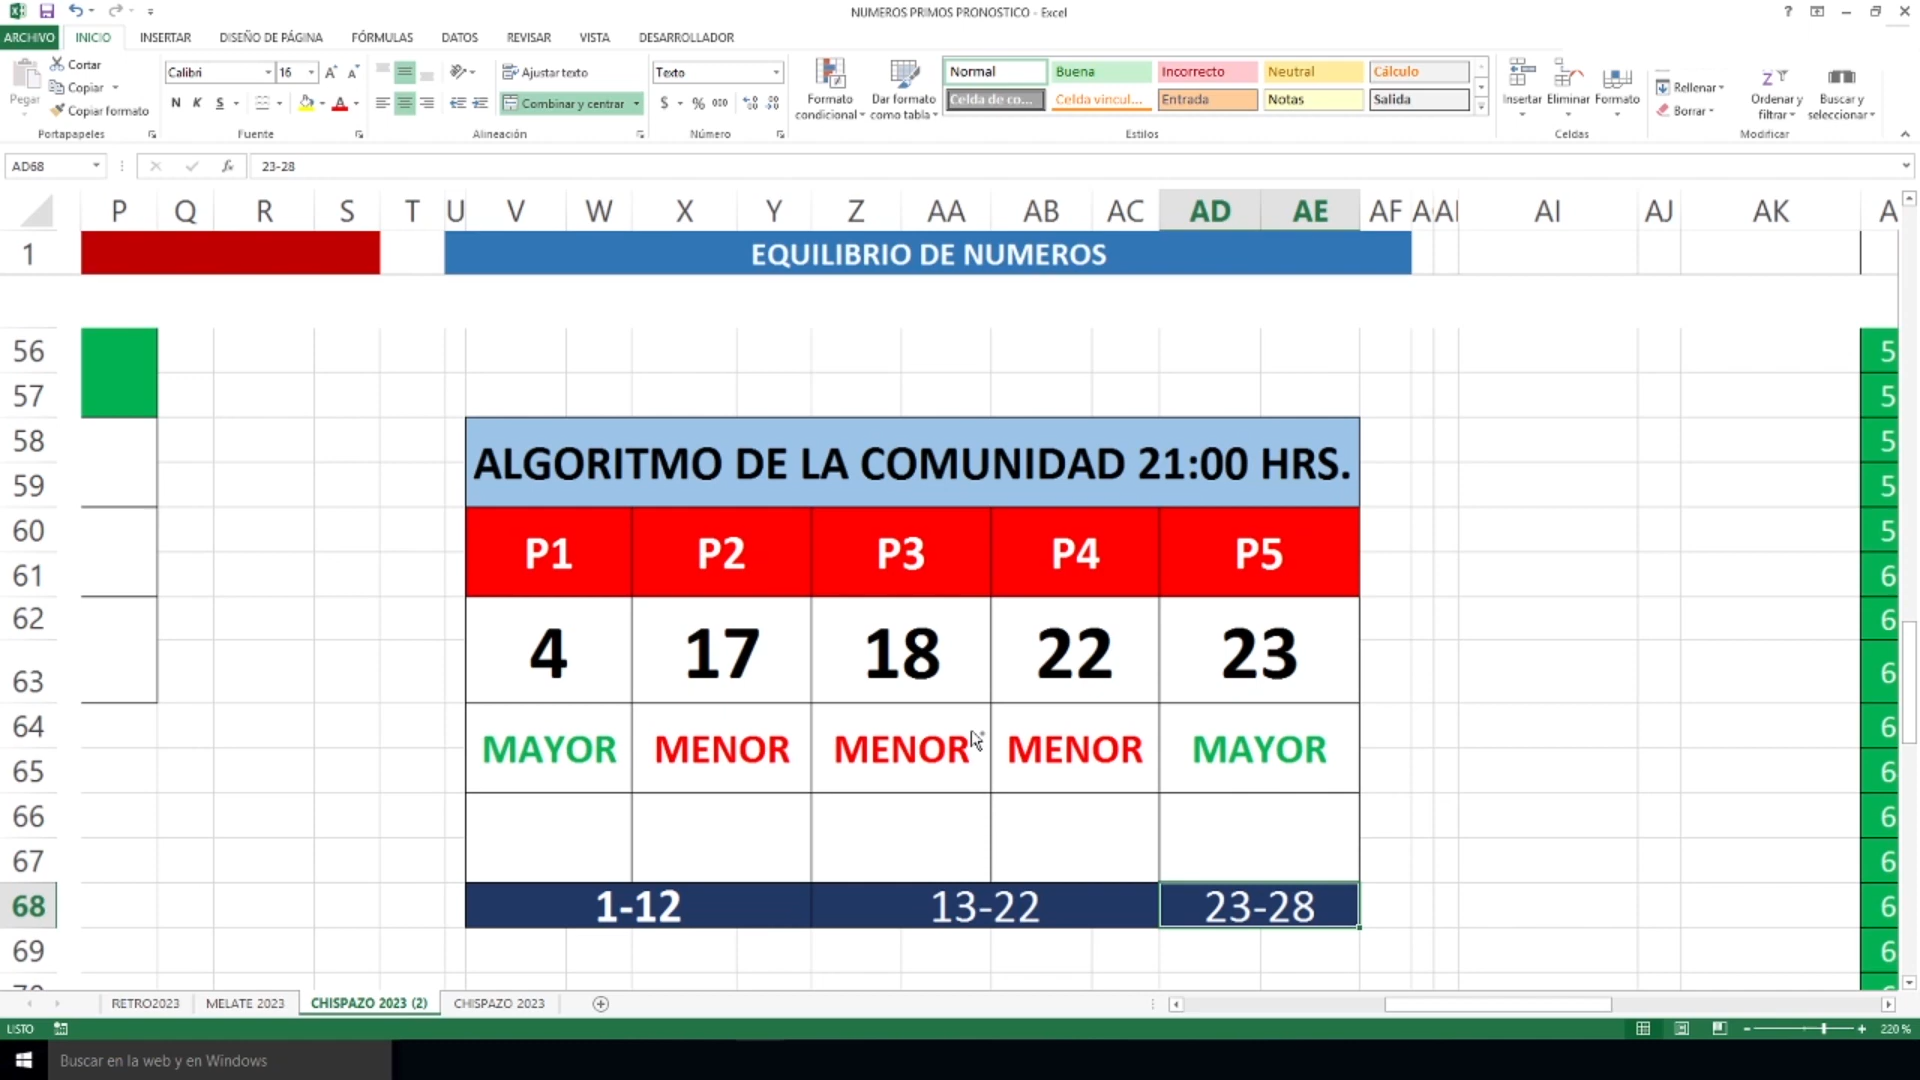 NUMEROS PRIMOS PRONOSTICO - Excel
ARCHIVO INICIO INSERTAR DISEÑO DE PÁGINA FÓRMULAS DATOS REVISAR VISTA DESARROLLADOR
Pegar
Cortar
Copiar
Copiar formato
Portapapeles
Calibri 16
N K S
Fuente
Ajustar texto
Combinar y centrar
Alineación
Texto
$ % 000
Número
Formato condicional
Dar formato como tabla
Normal Buena Incorrecto Neutral Cálculo
Celda de co... Celda vincul... Entrada Notas Salida
Estilos
Insertar Eliminar Formato
Celdas
Rellenar
Borrar
Ordenar y filtrar
Buscar y seleccionar
Modificar
AD68 fx 23-28
P Q R S T U V W X Y Z AA AB AC AD AE AF AI AJ AK A
1 EQUILIBRIO DE NUMEROS
56 5
57 5
58 5
ALGORITMO DE LA COMUNIDAD 21:00 HRS.
59 5
60 5
P1 P2 P3 P4 P5
61 6
62 6
4 17 18 22 23
63 6
64 6
MAYOR MENOR MENOR MENOR MAYOR
65 6
66 6
67 6
68 1-12 13-22 23-28 6
69 6
RETRO2023 MELATE 2023 CHISPAZO 2023 (2) CHISPAZO 2023
LISTO 220 %
Buscar en la web y en Windows